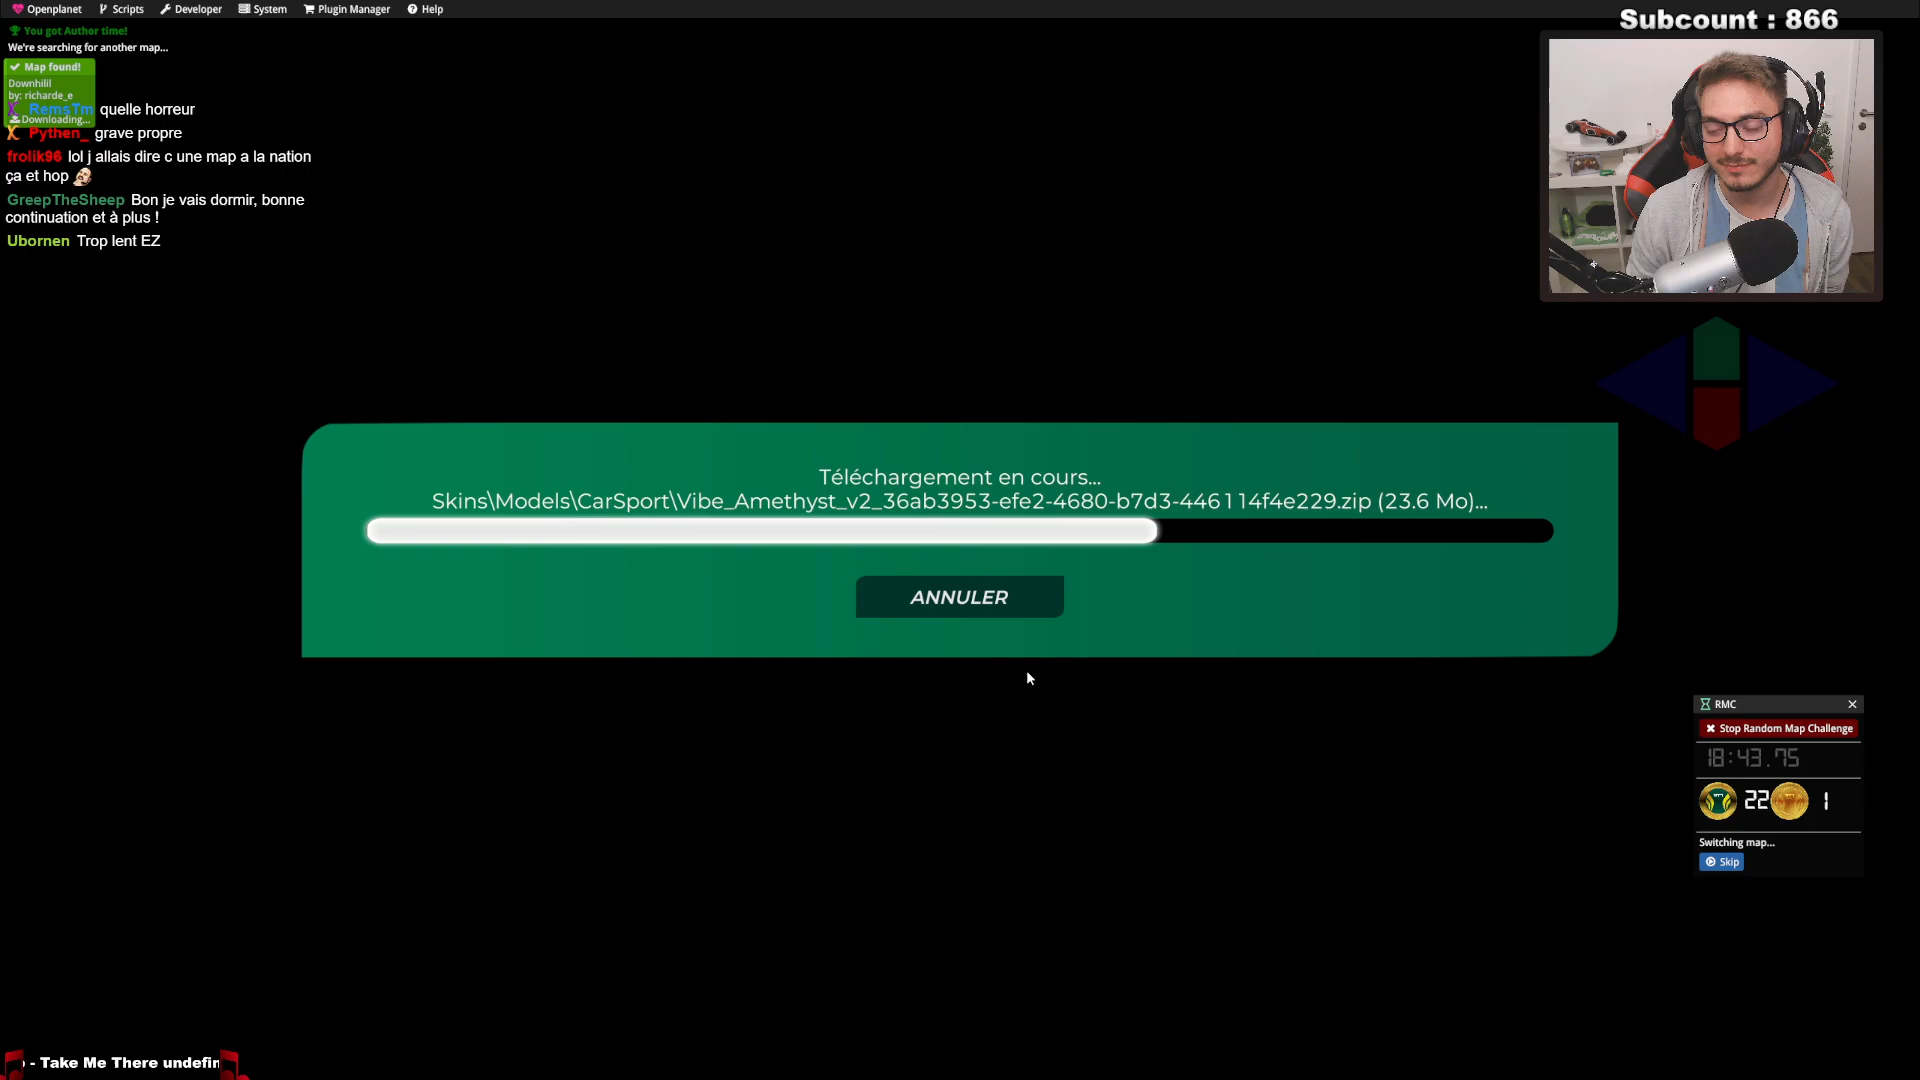 Openplanet Scripts Developer System Plugin Manager Help
Subcount : 866
You got Author time!
We're searching for another map...
Map found!
Downhilil
by: richarde_e
Downloading...
RemsTm quelle horreur
Pythen_ grave propre
frolik96 lol j allais dire c une map a la nation
ça et hop
GreepTheSheep Bon je vais dormir, bonne
continuation et à plus !
Ubornen Trop lent EZ
Téléchargement en cours...
Skins\Models\CarSport\Vibe_Amethyst_v2_36ab3953-efe2-4680-b7d3-446114f4e229.zip (23.6 Mo)...
ANNULER
RMC
Stop Random Map Challenge
18:43.75
22 1
Switching map...
Skip
- Take Me There undefin